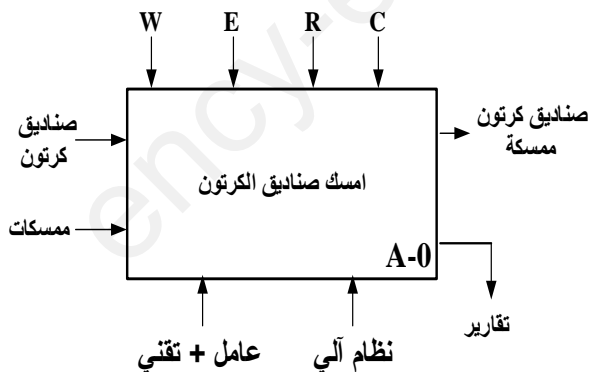 W E R C
صناديق
كرتون
صناديق كرتون
ممسكة
امسك صناديق الكرتون
ممسكات
A-0
تقارير
عامل + تقني
نظام آلي